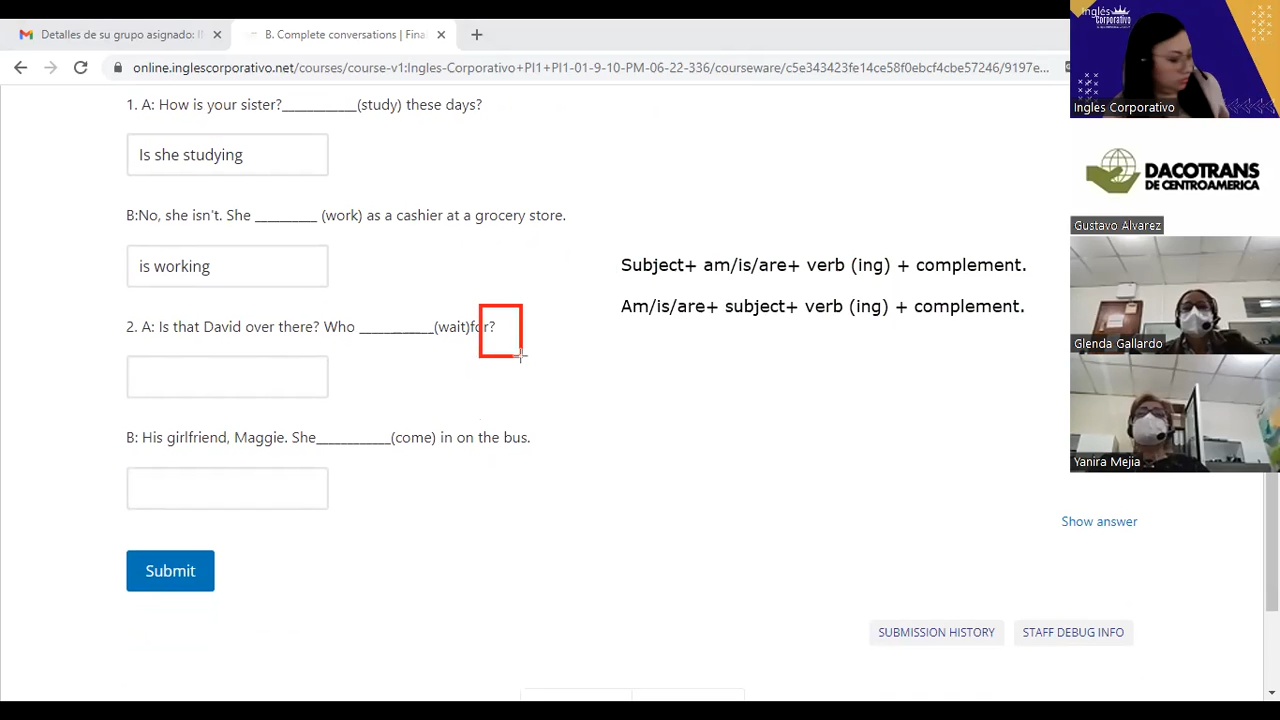 Detalles de su grupo asignado: I
B. Complete conversations | Fina
online.inglescorporativo.net/courses/course-v1:Ingles-Corporativo+PI1+PI1-01-9-10-PM-06-22-336/courseware/c5e343423fe14ce58f0ebcf4cbe57246/9197e...
1. A: How is your sister?____________(study) these days?
Is she studying
B:No, she isn't. She __________ (work) as a cashier at a grocery store.
is working
2. A: Is that David over there? Who ____________(wait)for?
B: His girlfriend, Maggie. She____________(come) in on the bus.
Submit
Show answer
SUBMISSION HISTORY
STAFF DEBUG INFO
Subject+ am/is/are+ verb (ing) + complement.
Am/is/are+ subject+ verb (ing) + complement.
Inglés
Corporativo
Ingles Corporativo
DACOTRANS
DE CENTROAMERICA
Gustavo Alvarez
Glenda Gallardo
Yanira Mejia